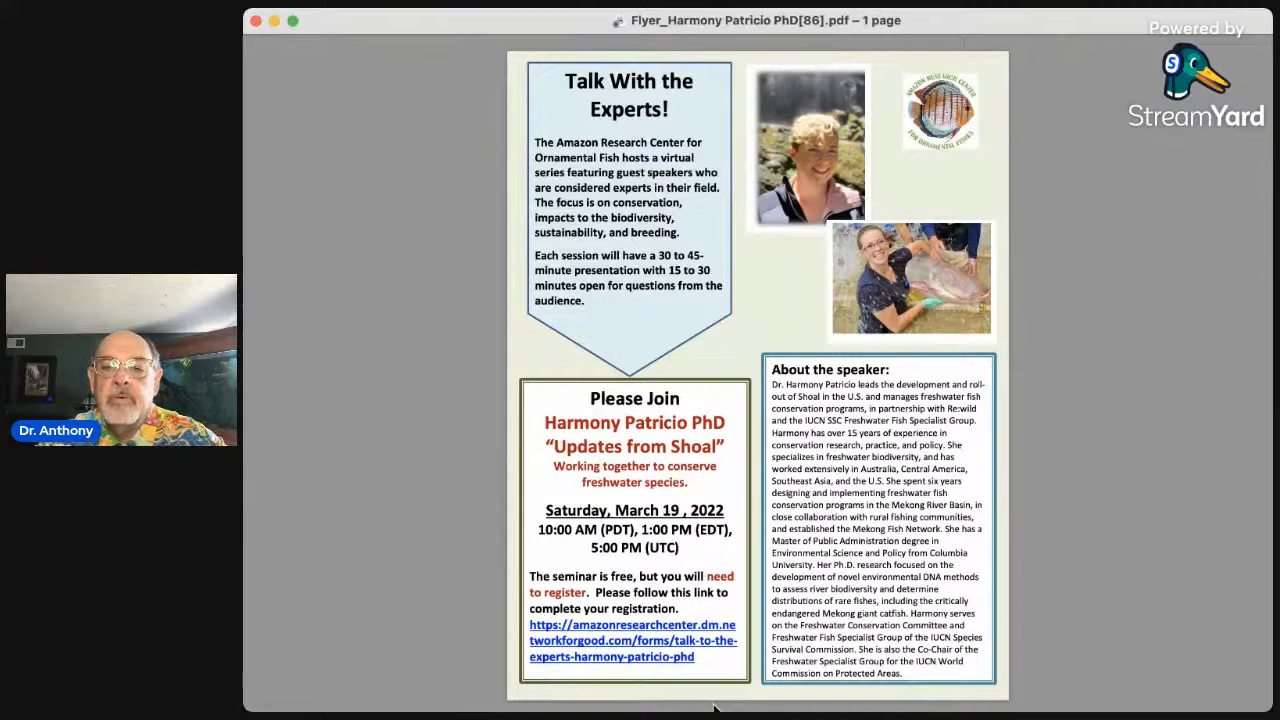 Flyer_Harmony Patricio PhD[86].pdf – 1 page
Powered by
StreamYard
Talk With the
Experts!
The Amazon Research Center for
Ornamental Fish hosts a virtual
series featuring guest speakers who
are considered experts in their field.
The focus is on conservation,
impacts to the biodiversity,
sustainability, and breeding.
Each session will have a 30 to 45-
minute presentation with 15 to 30
minutes open for questions from the
audience.
AMAZON RESEARCH CENTER
FOR ORNAMENTAL FISHES
Dr. Anthony
Please Join
Harmony Patricio PhD
“Updates from Shoal”
Working together to conserve
freshwater species.
Saturday, March 19 , 2022
10:00 AM (PDT), 1:00 PM (EDT),
5:00 PM (UTC)
The seminar is free, but you will need
to register. Please follow this link to
complete your registration.
https://amazonresearchcenter.dm.ne
tworkforgood.com/forms/talk-to-the-
experts-harmony-patricio-phd
About the speaker:
Dr. Harmony Patricio leads the development and roll-
out of Shoal in the U.S. and manages freshwater fish
conservation programs, in partnership with Re:wild
and the IUCN SSC Freshwater Fish Specialist Group.
Harmony has over 15 years of experience in
conservation research, practice, and policy. She
specializes in freshwater biodiversity, and has
worked extensively in Australia, Central America,
Southeast Asia, and the U.S. She spent six years
designing and implementing freshwater fish
conservation programs in the Mekong River Basin, in
close collaboration with rural fishing communities,
and established the Mekong Fish Network. She has a
Master of Public Administration degree in
Environmental Science and Policy from Columbia
University. Her Ph.D. research focused on the
development of novel environmental DNA methods
to assess river biodiversity and determine
distributions of rare fishes, including the critically
endangered Mekong giant catfish. Harmony serves
on the Freshwater Conservation Committee and
Freshwater Fish Specialist Group of the IUCN Species
Survival Commission. She is also the Co-Chair of the
Freshwater Specialist Group for the IUCN World
Commission on Protected Areas.